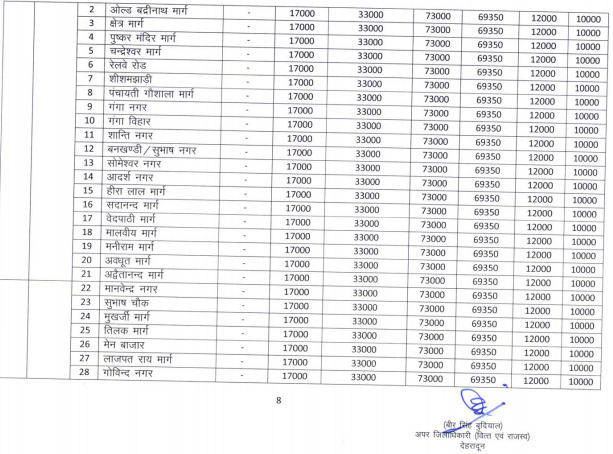 2 ओल्ड बद्रीनाथ मार्ग - 17000 33000 73000 69350 12000 10000
3 क्षेत्र मार्ग - 17000 33000 73000 69350 12000 10000
4 पुष्कर मंदिर मार्ग - 17000 33000 73000 69350 12000 10000
5 चन्द्रेश्वर मार्ग - 17000 33000 73000 69350 12000 10000
6 रेलवे रोड - 17000 33000 73000 69350 12000 10000
7 शीशमझाड़ी - 17000 33000 73000 69350 12000 10000
8 पंचायती गौशाला मार्ग - 17000 33000 73000 69350 12000 10000
9 गंगा नगर - 17000 33000 73000 69350 12000 10000
10 गंगा विहार - 17000 33000 73000 69350 12000 10000
11 शान्ति नगर - 17000 33000 73000 69350 12000 10000
12 बनखण्डी/सुभाष नगर - 17000 33000 73000 69350 12000 10000
13 सोमेश्वर नगर - 17000 33000 73000 69350 12000 10000
14 आदर्श नगर - 17000 33000 73000 69350 12000 10000
15 हीरा लाल मार्ग - 17000 33000 73000 69350 12000 10000
16 सदानन्द मार्ग - 17000 33000 73000 69350 12000 10000
17 वेदपाठी मार्ग - 17000 33000 73000 69350 12000 10000
18 मालवीय मार्ग - 17000 33000 73000 69350 12000 10000
19 मनीराम मार्ग - 17000 33000 73000 69350 12000 10000
20 अवधूत मार्ग - 17000 33000 73000 69350 12000 10000
21 अद्वैतानन्द मार्ग - 17000 33000 73000 69350 12000 10000
22 मानवेन्द्र नगर - 17000 33000 73000 69350 12000 10000
23 सुभाष चौक - 17000 33000 73000 69350 12000 10000
24 मुखर्जी मार्ग - 17000 33000 73000 69350 12000 10000
25 तिलक मार्ग - 17000 33000 73000 69350 12000 10000
26 मेन बाजार - 17000 33000 73000 69350 12000 10000
27 लाजपत राय मार्ग - 17000 33000 73000 69350 12000 10000
28 गोविन्द नगर - 17000 33000 73000 69350 12000 10000
8
(बीर सिंह बुदियाल)
अपर जिलाधिकारी (वित्त एवं राजस्व)
देहरादून